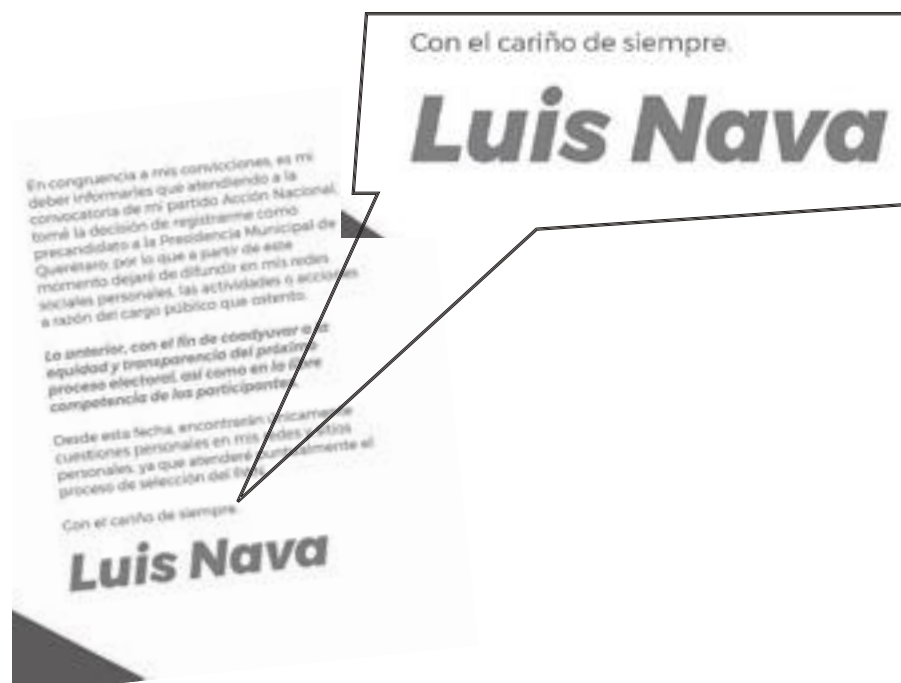 En congruencia a mis convicciones, es mi
deber informarles que atendiendo a la
convocatoria de mi partido Acción Nacional,
tomé la decisión de registrarme como
precandidato a la Presidencia Municipal de
Querétaro; por lo que a partir de este
momento dejaré de difundir en mis redes
sociales personales, las actividades o acciones
a razón del cargo público que ostento.
Lo anterior, con el fin de coadyuvar a la
equidad y transparencia del próximo
proceso electoral, así como en la libre
competencia de los participantes.
Desde esta fecha, encontrarán únicamente
cuestiones personales en mis redes y sitios
personales, ya que atenderé puntualmente el
proceso de selección del
Con el cariño de siempre.
Luis Nava
Con el cariño de siempre.
Luis Nava